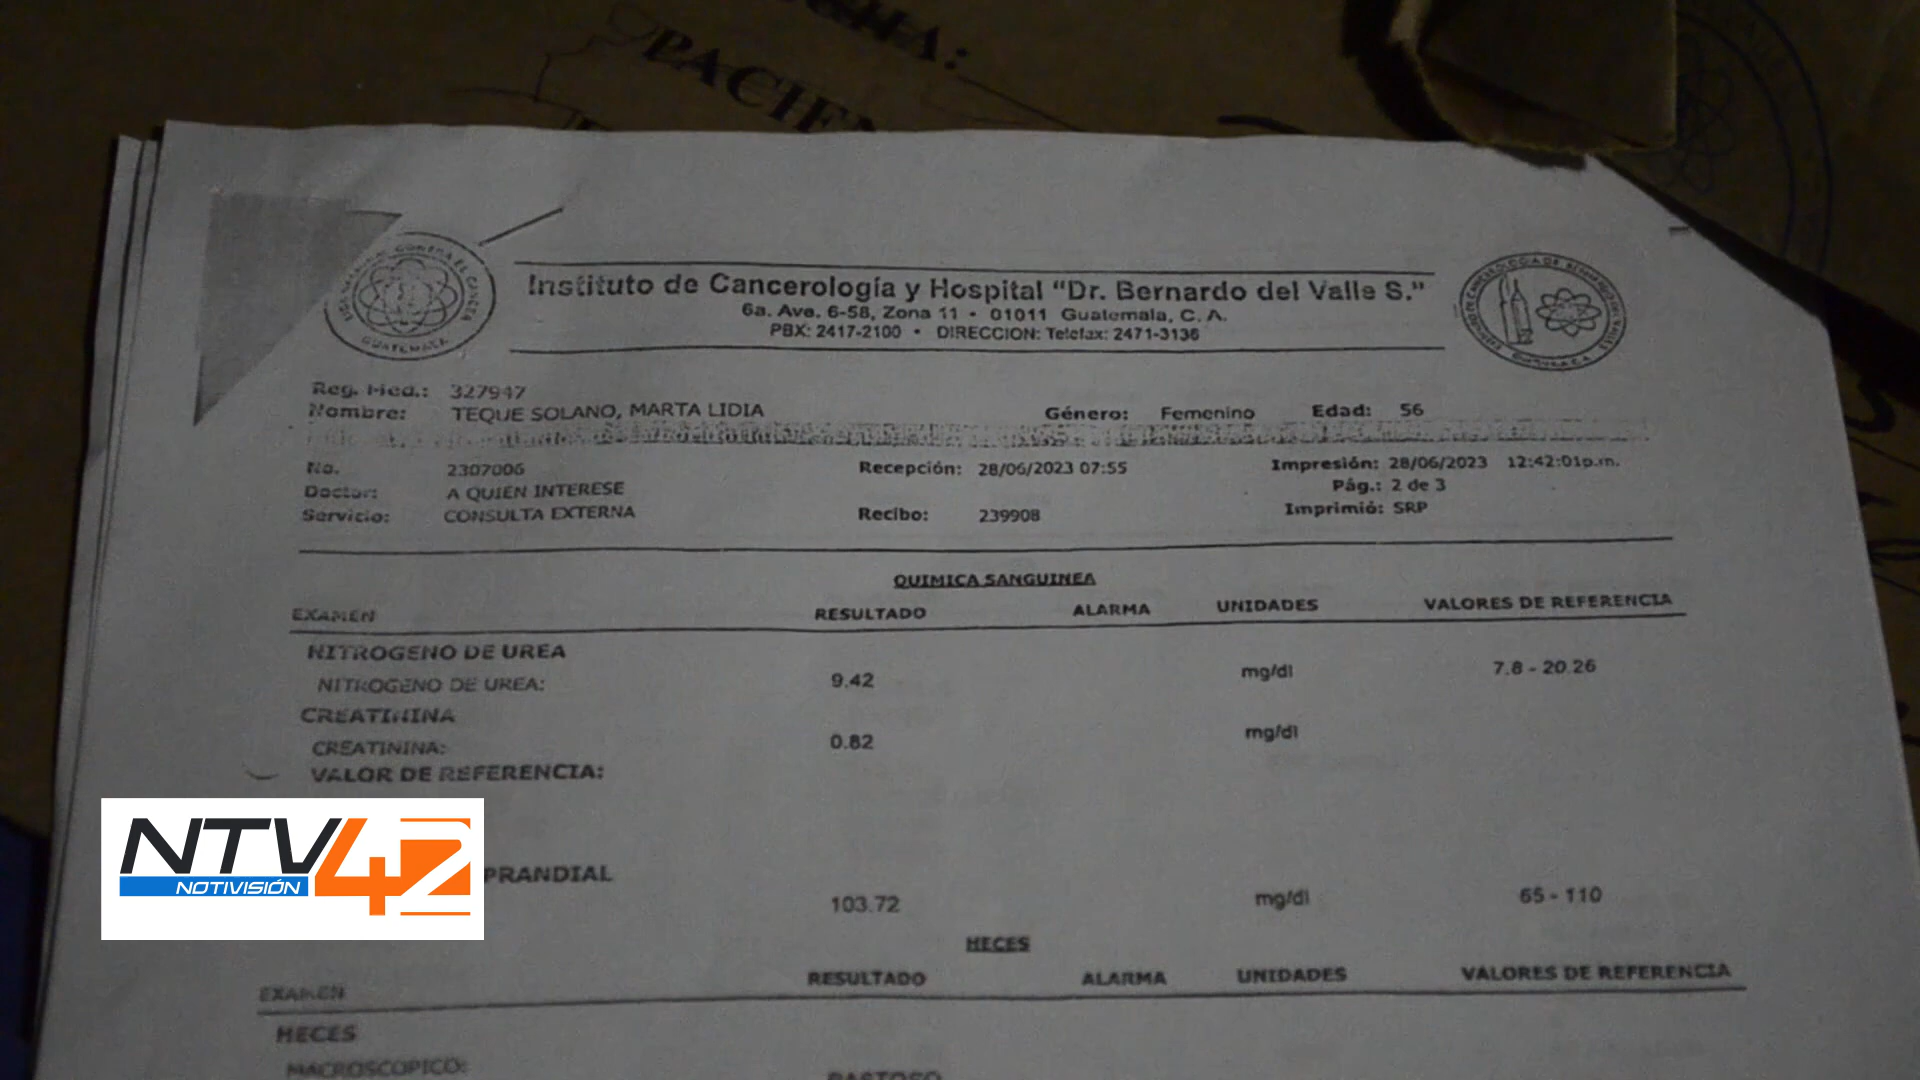 PACIEN
Instituto de Cancerología y Hospital “Dr. Bernardo del Valle S.”
6a. Ave. 6-58, Zona 11 • 01011 Guatemala, C. A.
PBX: 2417-2100 • DIRECCION: Telefax: 2471-3136
GUATEMALA
Reg. Med.: 327947
Nombre: TEQUE SOLANO, MARTA LIDIA Género: Femenino Edad: 56
No. 2307006 Recepción: 28/06/2023 07:55 Impresión: 28/06/2023 12:42:01p.m.
Doctor: A QUIEN INTERESE Pág.: 2 de 3
Servicio: CONSULTA EXTERNA Recibo: 239908 Imprimió: SRP
QUIMICA SANGUINEA
EXAMEN RESULTADO ALARMA UNIDADES VALORES DE REFERENCIA
NITROGENO DE UREA
NITROGENO DE UREA: 9.42 mg/dl 7.8 - 20.26
CREATININA
CREATININA: 0.82 mg/dl
VALOR DE REFERENCIA:
PRANDIAL
103.72 mg/dl 65 - 110
HECES
EXAMEN RESULTADO ALARMA UNIDADES VALORES DE REFERENCIA
HECES
MACROSCOPICO:
PASTOSO
NTV42
NOTIVISIÓN